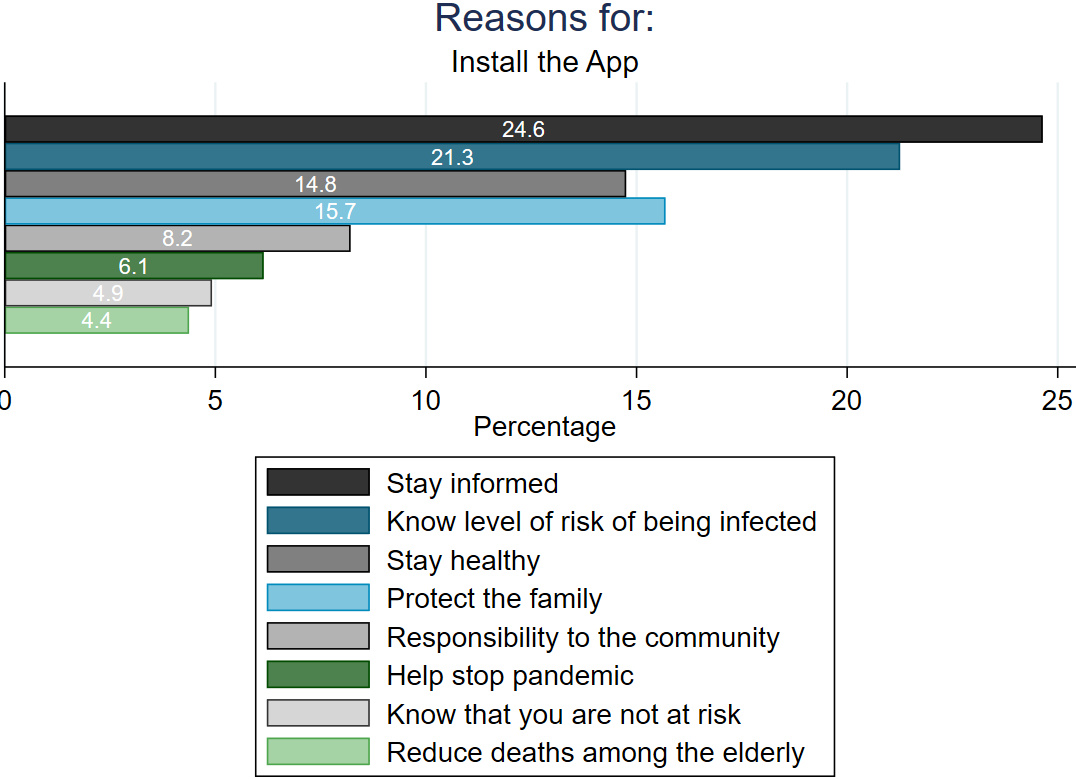 Reasons for:
Install the App
24.6
21.3
14.8
15.7
8.2
6.1
4.9
4.4
0 5 10 15 20 25
Percentage
Stay informed
Know level of risk of being infected
Stay healthy
Protect the family
Responsibility to the community
Help stop pandemic
Know that you are not at risk
Reduce deaths among the elderly